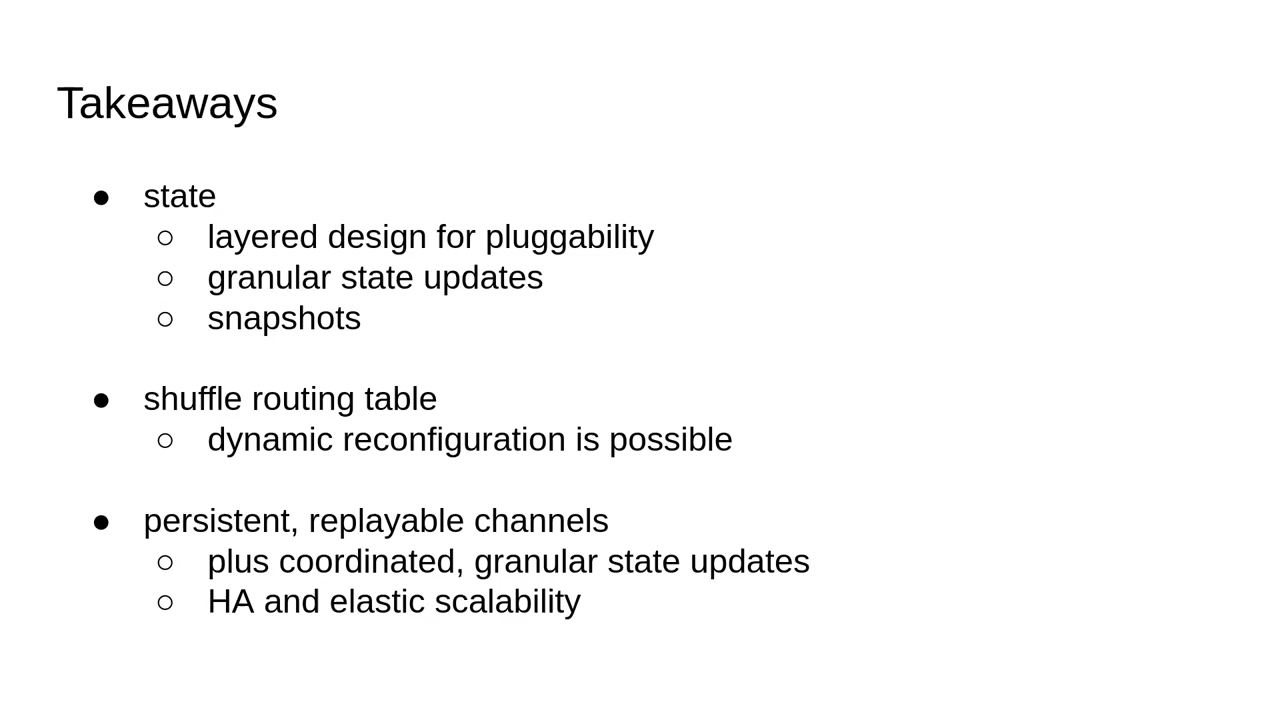 Takeaways
● state
○ layered design for pluggability
○ granular state updates
○ snapshots
● shuffle routing table
○ dynamic reconfiguration is possible
● persistent, replayable channels
○ plus coordinated, granular state updates
○ HA and elastic scalability